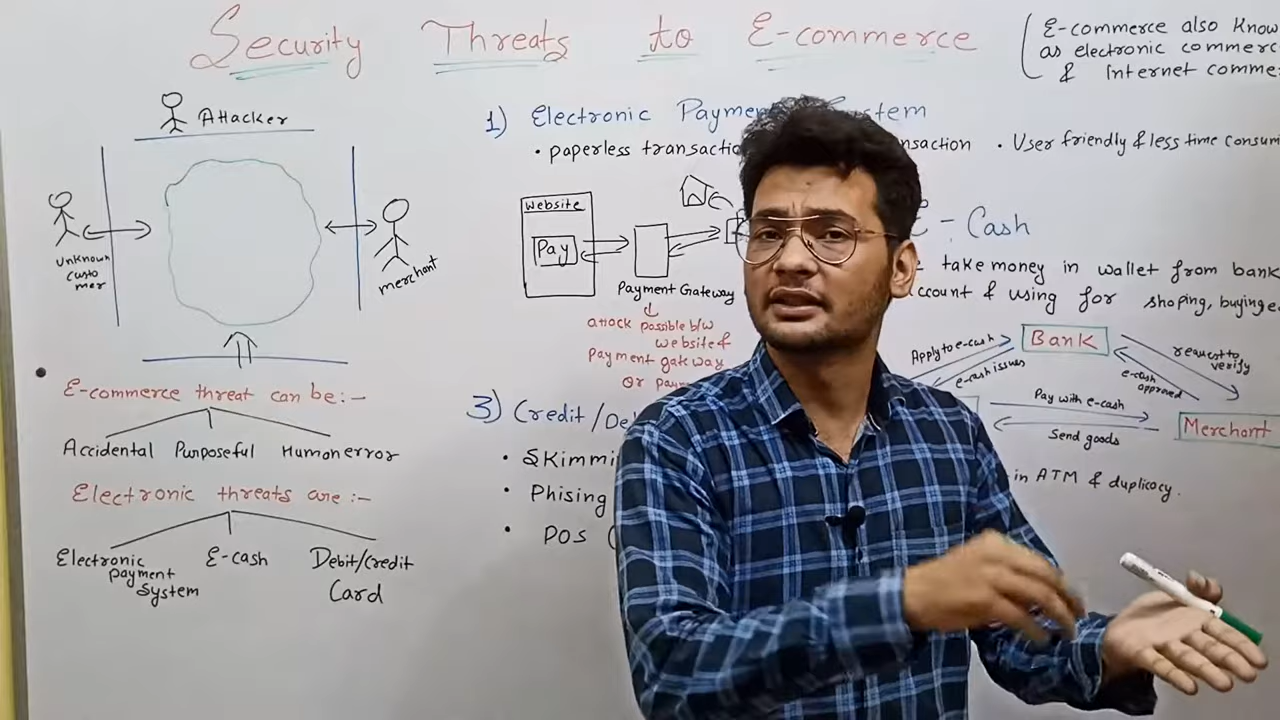 Security Threats to E-commerce
E-commerce also Know
as electronic commerc
& Internet comme
Attacker
unknown
custo
mer
merchant
E-commerce threat can be:-
Accidental Purposeful Human error
Electronic threats are :-
Electronic
payment
System
E-cash
Debit/Credit
Card
1) Electronic Paymen System
• paperless transactio nsaction • User friendly & less time consum
Website
Pay
Payment Gateway
attack possible b/w
website &
payment gateway
or paym
E - Cash
take money in wallet from bank
ccount & using for shoping, buying e
Apply to e-cash
e-cash issues
Bank
request to
verify
e-cash
approved
Pay with e-cash
Send goods
Merchant
3) Credit/De
• Skimmi
in ATM & duplicacy.
• Phising
• POS (